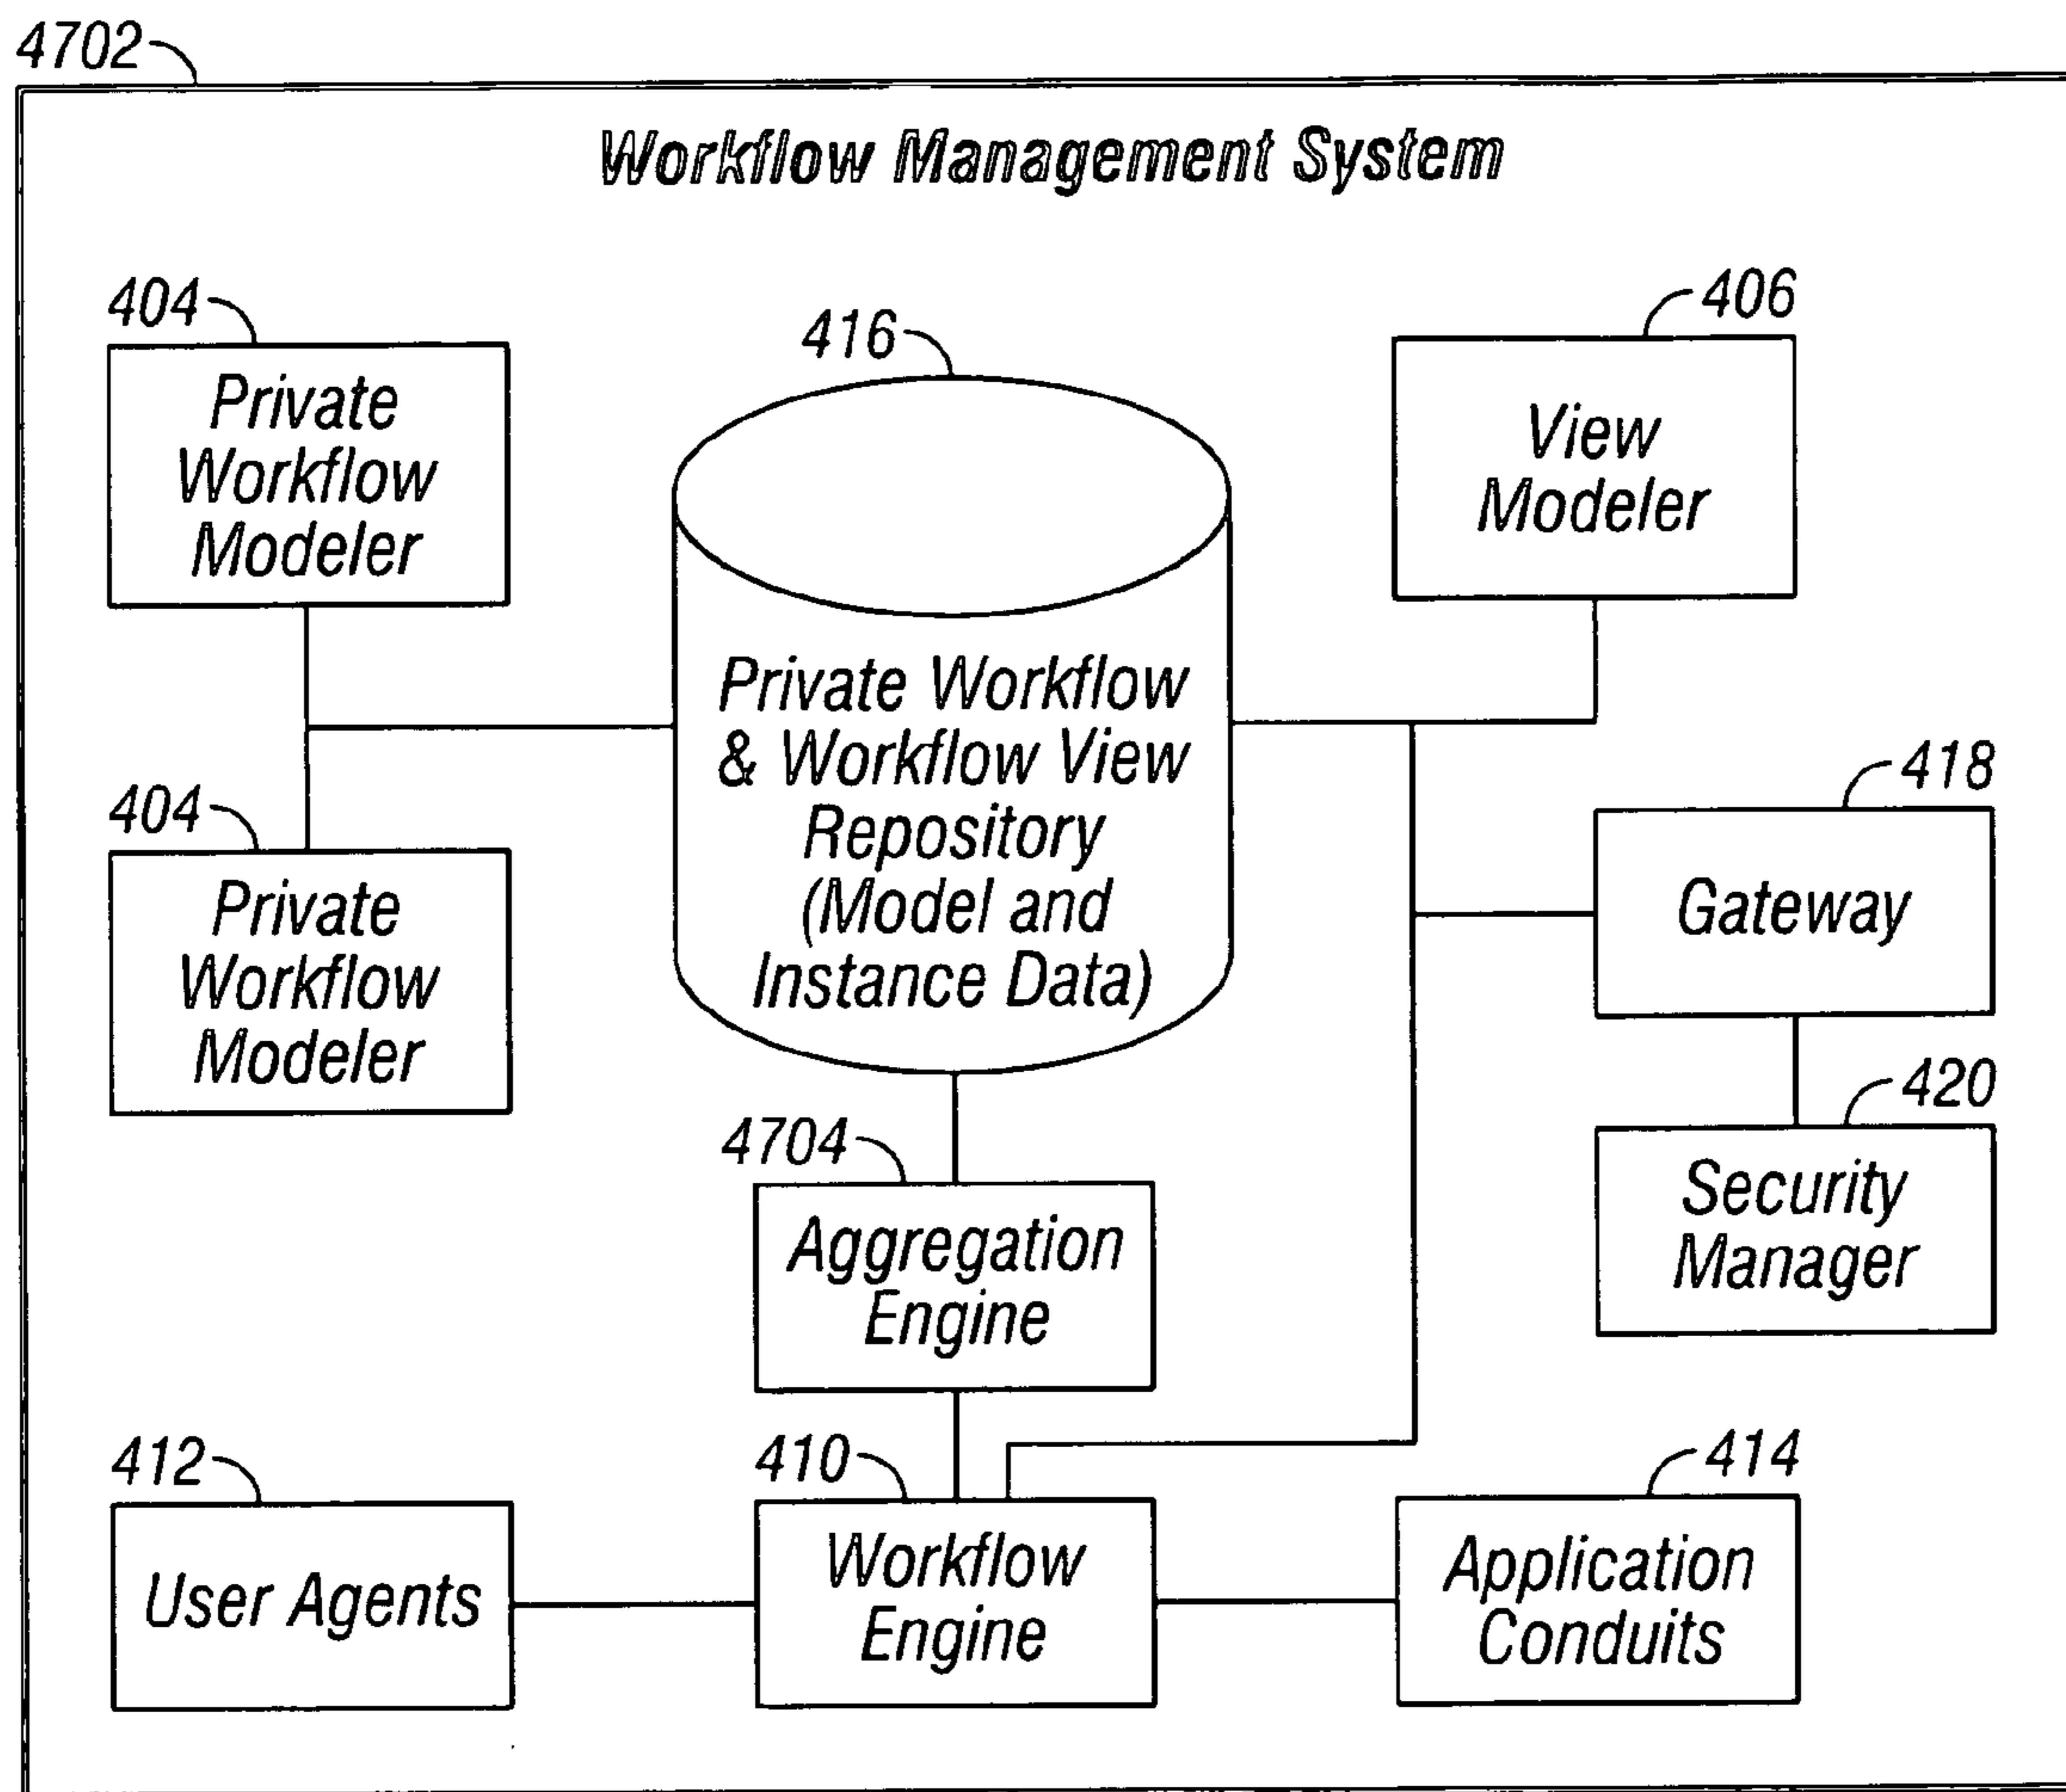 4702
Workflow Management System
404
Private
Workflow
Modeler
416
Private Workflow
& Workflow View
Repository
(Model and
Instance Data)
406
View
Modeler
404
Private
Workflow
Modeler
418
Gateway
420
Security
Manager
4704
Aggregation
Engine
412
User Agents
410
Workflow
Engine
414
Application
Conduits